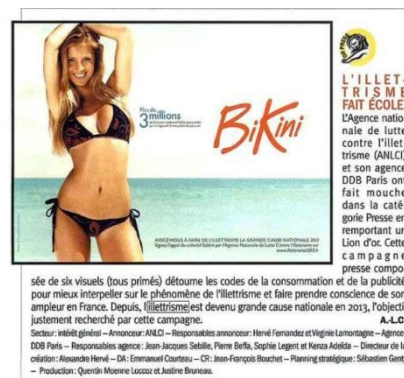 Plus de
3 millions
BiKini
AIDEZ-NOUS À FAIRE DE L'ILLETTRISME LA GRANDE CAUSE NATIONALE 2013
L'ILLET-
TRISME
FAIT ÉCOLE
L'Agence natio
nale de lutte
contre l'illet
trisme (ANLCI)
et son agence
DDB Paris ont
fait mouche
dans la caté-
gorie Presse en
remportant un
Lion d'or. Cette
campagne
presse compo
sée de six visuels (tous primés) détourne les codes de la consommation et de la publicité
pour mieux interpeller sur le phénomène de l'illettrisme et faire prendre conscience de son
ampleur en France. Depuis, l'illettrisme est devenu grande cause nationale en 2013, l'objecti
justement recherché par cette campagne.
A.-L.C
Secteur: intérêt général – Annonceur: ANLCI – Responsables annonceur: Hervé Fernandez et Virginie Lamontagne – Agence
DDB Paris – Responsables agence: Jean-Jacques Sebille, Pierre Beffa, Sophie Legent et Kenza Adeïda – Directeur de la
création: Alexandre Hervé – DA: Emmanuel Courteau – CR: Jean-François Bouchet – Planning stratégique: Sébastien Genty
– Production: Quentin Moenne Loccoz et Justine Bruneau.